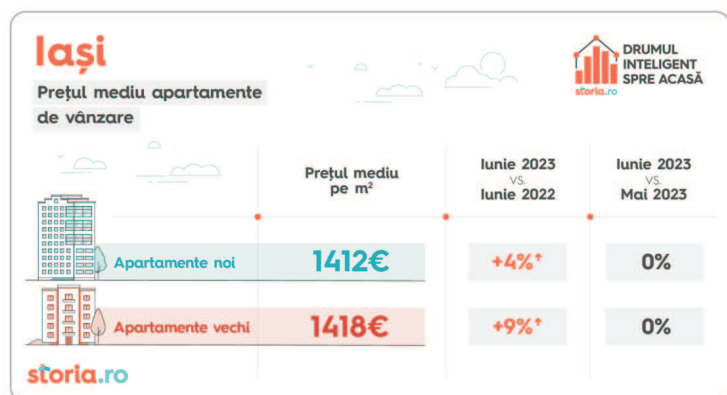 Iași
Prețul mediu apartamente
de vânzare
DRUMUL
INTELIGENT
SPRE ACASĂ
storia.ro
Prețul mediu
pe m²
Iunie 2023
VS.
Iunie 2022
Iunie 2023
VS.
Mai 2023
Apartamente noi 1412€ +4%↑ 0%
Apartamente vechi 1418€ +9%↑ 0%
storia.ro